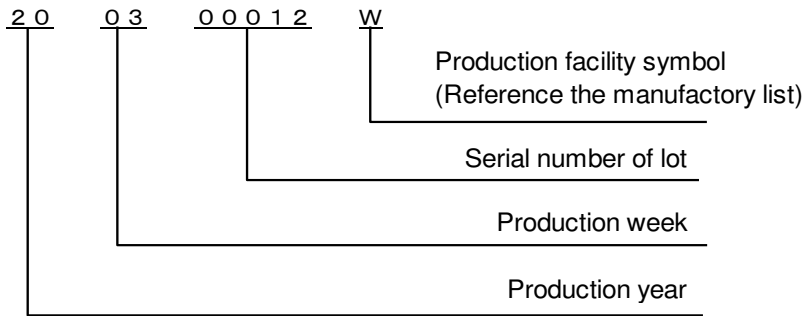 20 03 00012 W
Production facility symbol
(Reference the manufactory list)
Serial number of lot
Production week
Production year